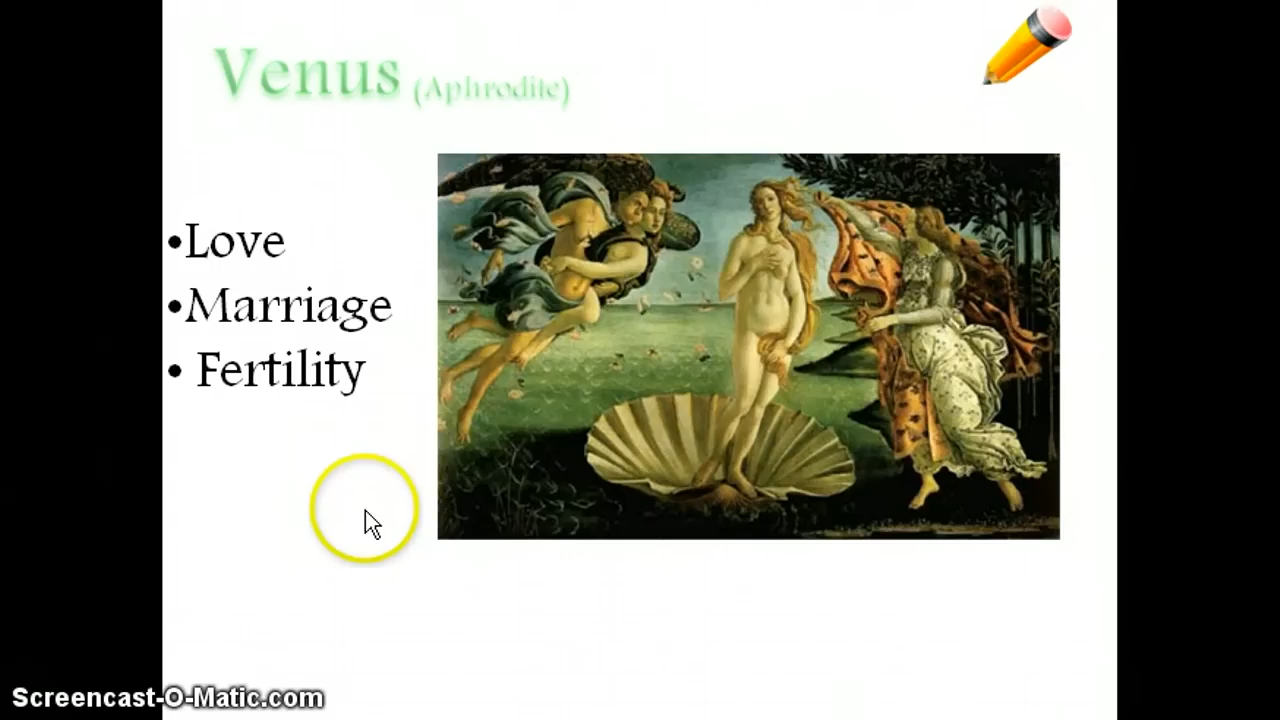 Venus (Aphrodite)
•Love
•Marriage
• Fertility
Screencast-O-Matic.com